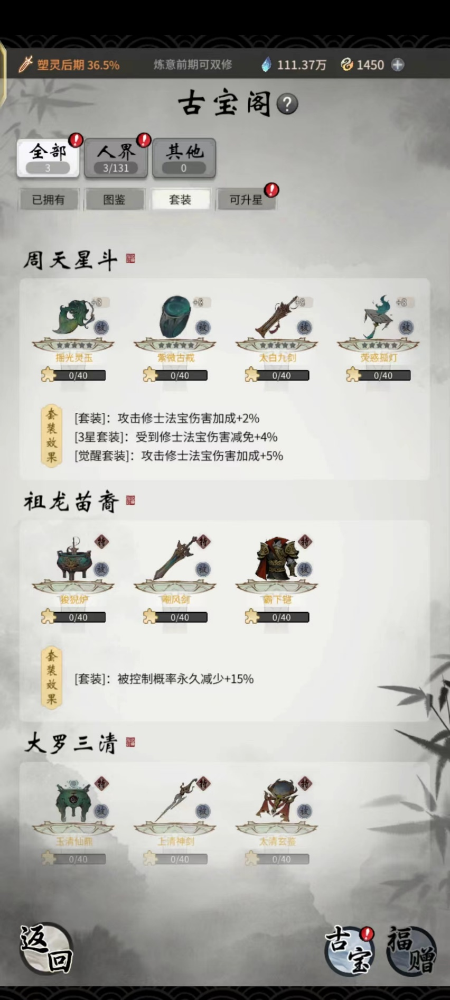 塑灵后期 36.5% 炼意前期可双修 111.37万 1450
古宝阁 ?
全部 人界 其他
3 3/131 0
已拥有 图鉴 套装 可升星
周天星斗
+8 +8 +8 +8
被 被 被 被
摇光灵玉 紫微古戒 太白九剑 荧惑孤灯
0/40 0/40 0/40 0/40
套装效果
[套装]：攻击修士法宝伤害加成+2%
[3星套装]：受到修士法宝伤害减免+4%
[觉醒套装]：攻击修士法宝伤害加成+5%
祖龙苗裔
特 特 特
被 被 被
狻猊炉 嘲风剑 霸下铠
0/40 0/40 0/40
套装效果
[套装]：被控制概率永久减少+15%
大罗三清
特 特 特
被 被 被
玉清仙鼎 上清神剑 太清玄鉴
0/40 0/40 0/40
返回 古宝 福赠